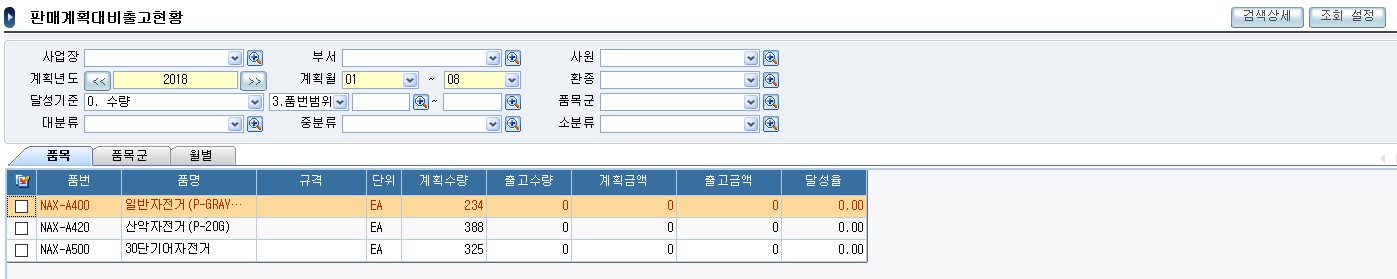 판매계획대비출고현황 검색상세 조회 설정
사업장 부서 사원
계획년도 << 2018 >> 계획월 01 ~ 08 환종
달성기준 0. 수량 3.품번범위 ~ 품목군
대분류 중분류 소분류
품목 품목군 월별
품번 품명 규격 단위 계획수량 출고수량 계획금액 출고금액 달성율
NAX-A400 일반자전거(P-GRAY… EA 234 0 0 0 0.00
NAX-A420 산악자전거(P-20G) EA 388 0 0 0 0.00
NAX-A500 30단기어자전거 EA 325 0 0 0 0.00